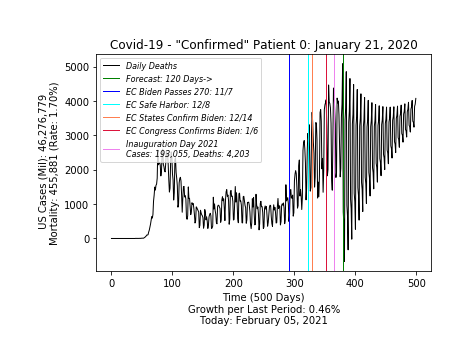 Covid-19 - "Confirmed" Patient 0: January 21, 2020
Daily Deaths
Forecast: 120 Days->
EC Biden Passes 270: 11/7
EC Safe Harbor: 12/8
EC States Confirm Biden: 12/14
EC Congress Confirms Biden: 1/6
Inauguration Day 2021
Cases: 193,055, Deaths: 4,203
US Cases (Mil): 46,276,779
Mortality: 455,881 (Rate: 1.70%)
5000
4000
3000
2000
1000
0
0 100 200 300 400 500
Time (500 Days)
Growth per Last Period: 0.46%
Today: February 05, 2021